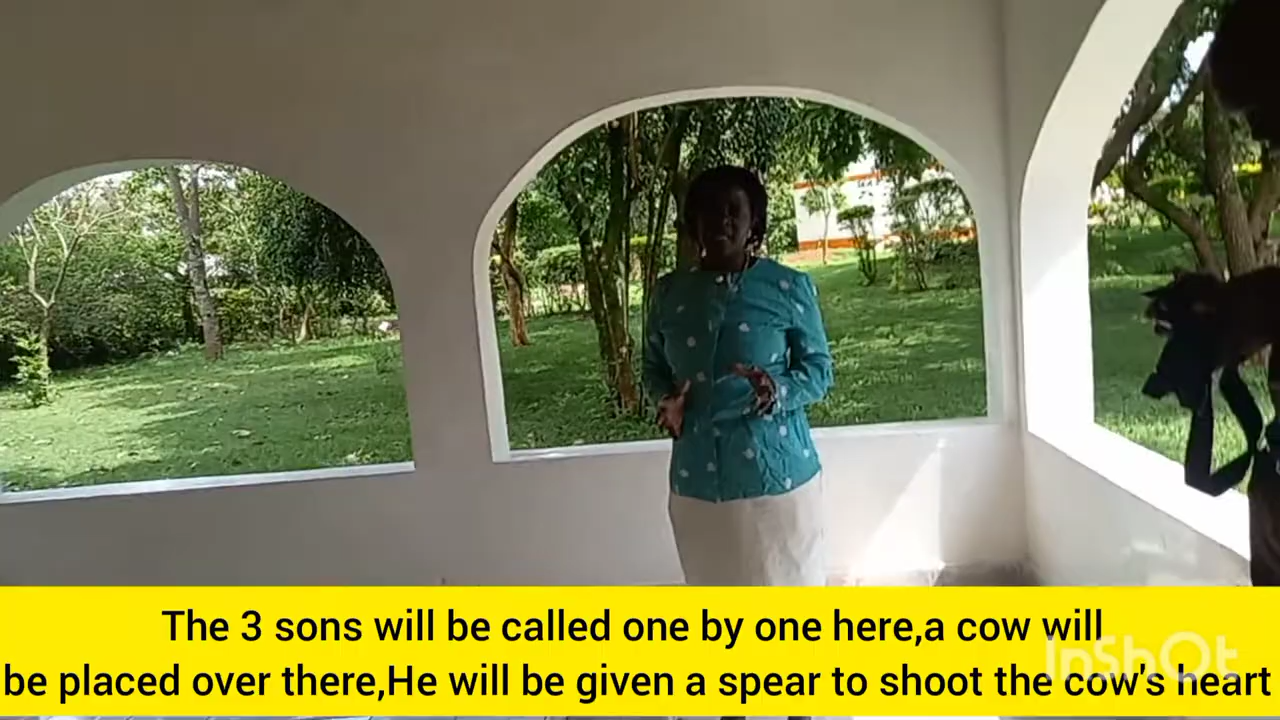 The 3 sons will be called one by one here,a cow will
be placed over there,He will be given a spear to shoot the cow's heart
InShOt